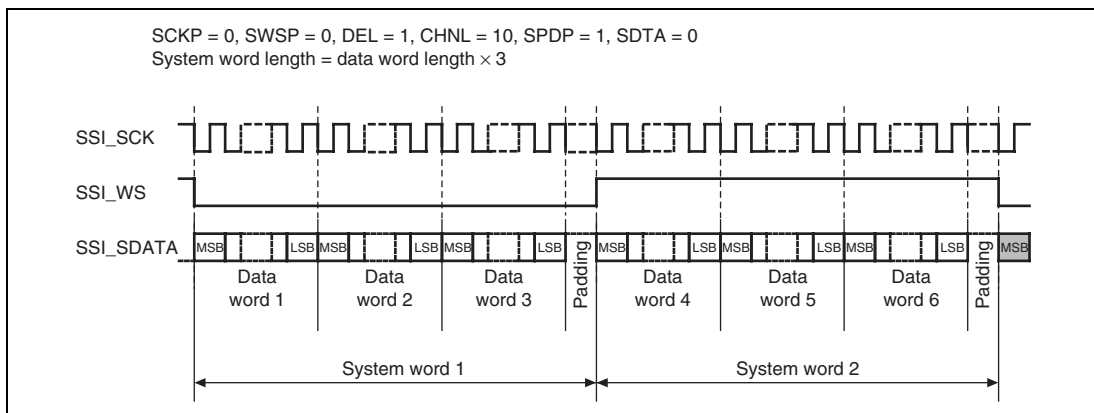 SCKP = 0, SWSP = 0, DEL = 1, CHNL = 10, SPDP = 1, SDTA = 0
System word length = data word length × 3
SSI_SCK
SSI_WS
SSI_SDATA
MSB LSB MSB LSB MSB LSB Padding MSB LSB MSB LSB MSB LSB Padding MSB
Data word 1
Data word 2
Data word 3
Data word 4
Data word 5
Data word 6
System word 1
System word 2